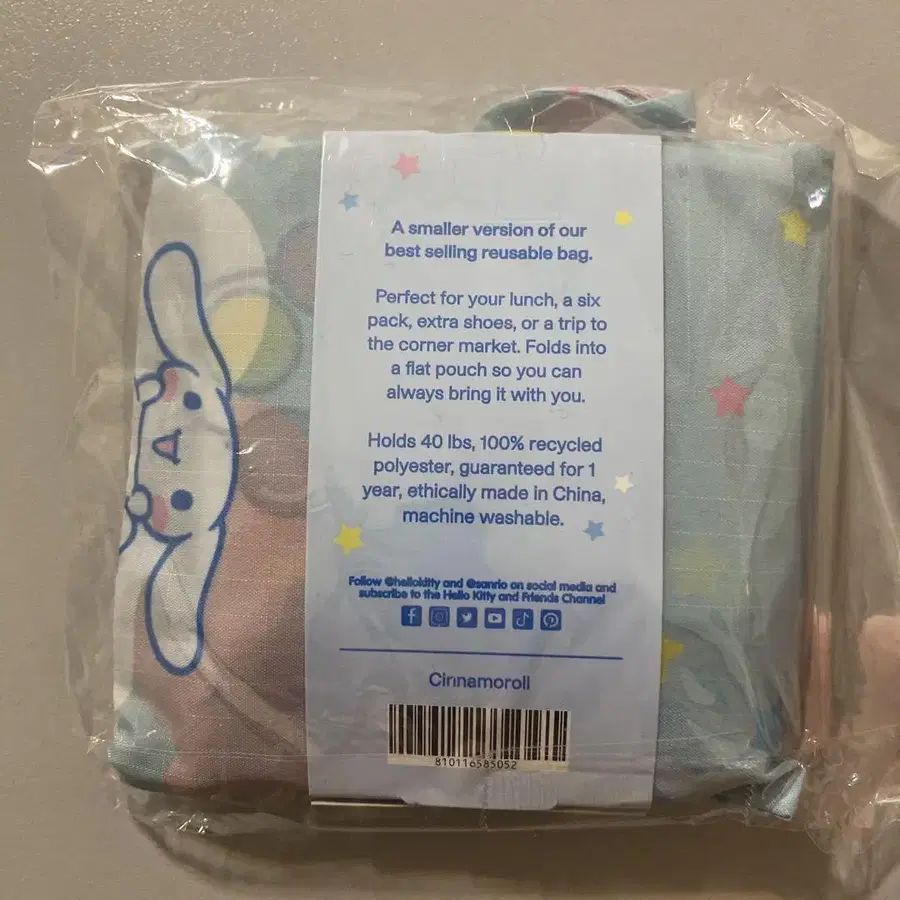 A smaller version of our
best selling reusable bag.
Perfect for your lunch, a six
pack, extra shoes, or a trip to
the corner market. Folds into
a flat pouch so you can
always bring it with you.
Holds 40 lbs, 100% recycled
polyester, guaranteed for 1
year, ethically made in China,
machine washable.
Follow @hellokitty and @sanrio on social media and
subscribe to the Hello Kitty and Friends Channel
Cinnamoroll
810116585052